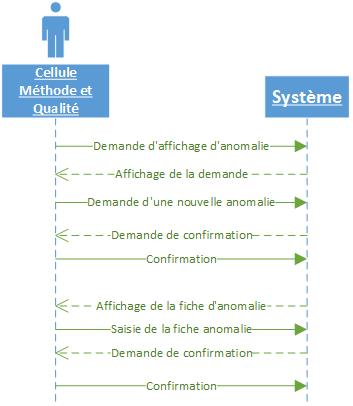 Cellule
Méthode et
Qualité
Système
Demande d'affichage d'anomalie
Affichage de la demande
Demande d'une nouvelle anomalie
Demande de confirmation
Confirmation
Affichage de la fiche d'anomalie
Saisie de la fiche anomalie
Demande de confirmation
Confirmation